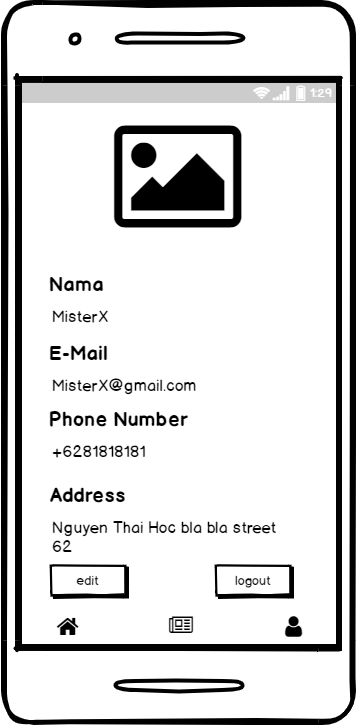 1:29
Nama
MisterX
E-Mail
MisterX@gmail.com
Phone Number
+6281818181
Address
Nguyen Thai Hoc bla bla street
62
edit
logout